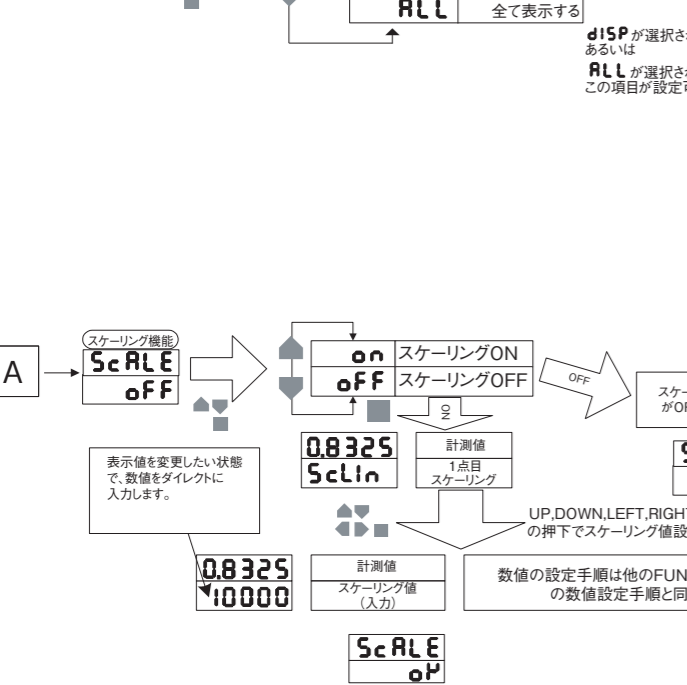 ALL 全て表示する
dISP が選択さ
あるいは
ALL が選択さ
この項目が設定
A
スケーリング機能
ScALE
oFF
on スケーリングON
oFF スケーリングOFF
OFF
ON
スケー
がOF
表示値を変更したい状態
で、数値をダイレクトに
入力します。
0.8325
ScLIn
計測値
1点目
スケーリング
UP,DOWN,LEFT,RIGH
の押下でスケーリング値設
0.8325
10000
計測値
スケーリング値
(入力)
数値の設定手順は他のFUN
の数値設定手順と同
ScALE
oK